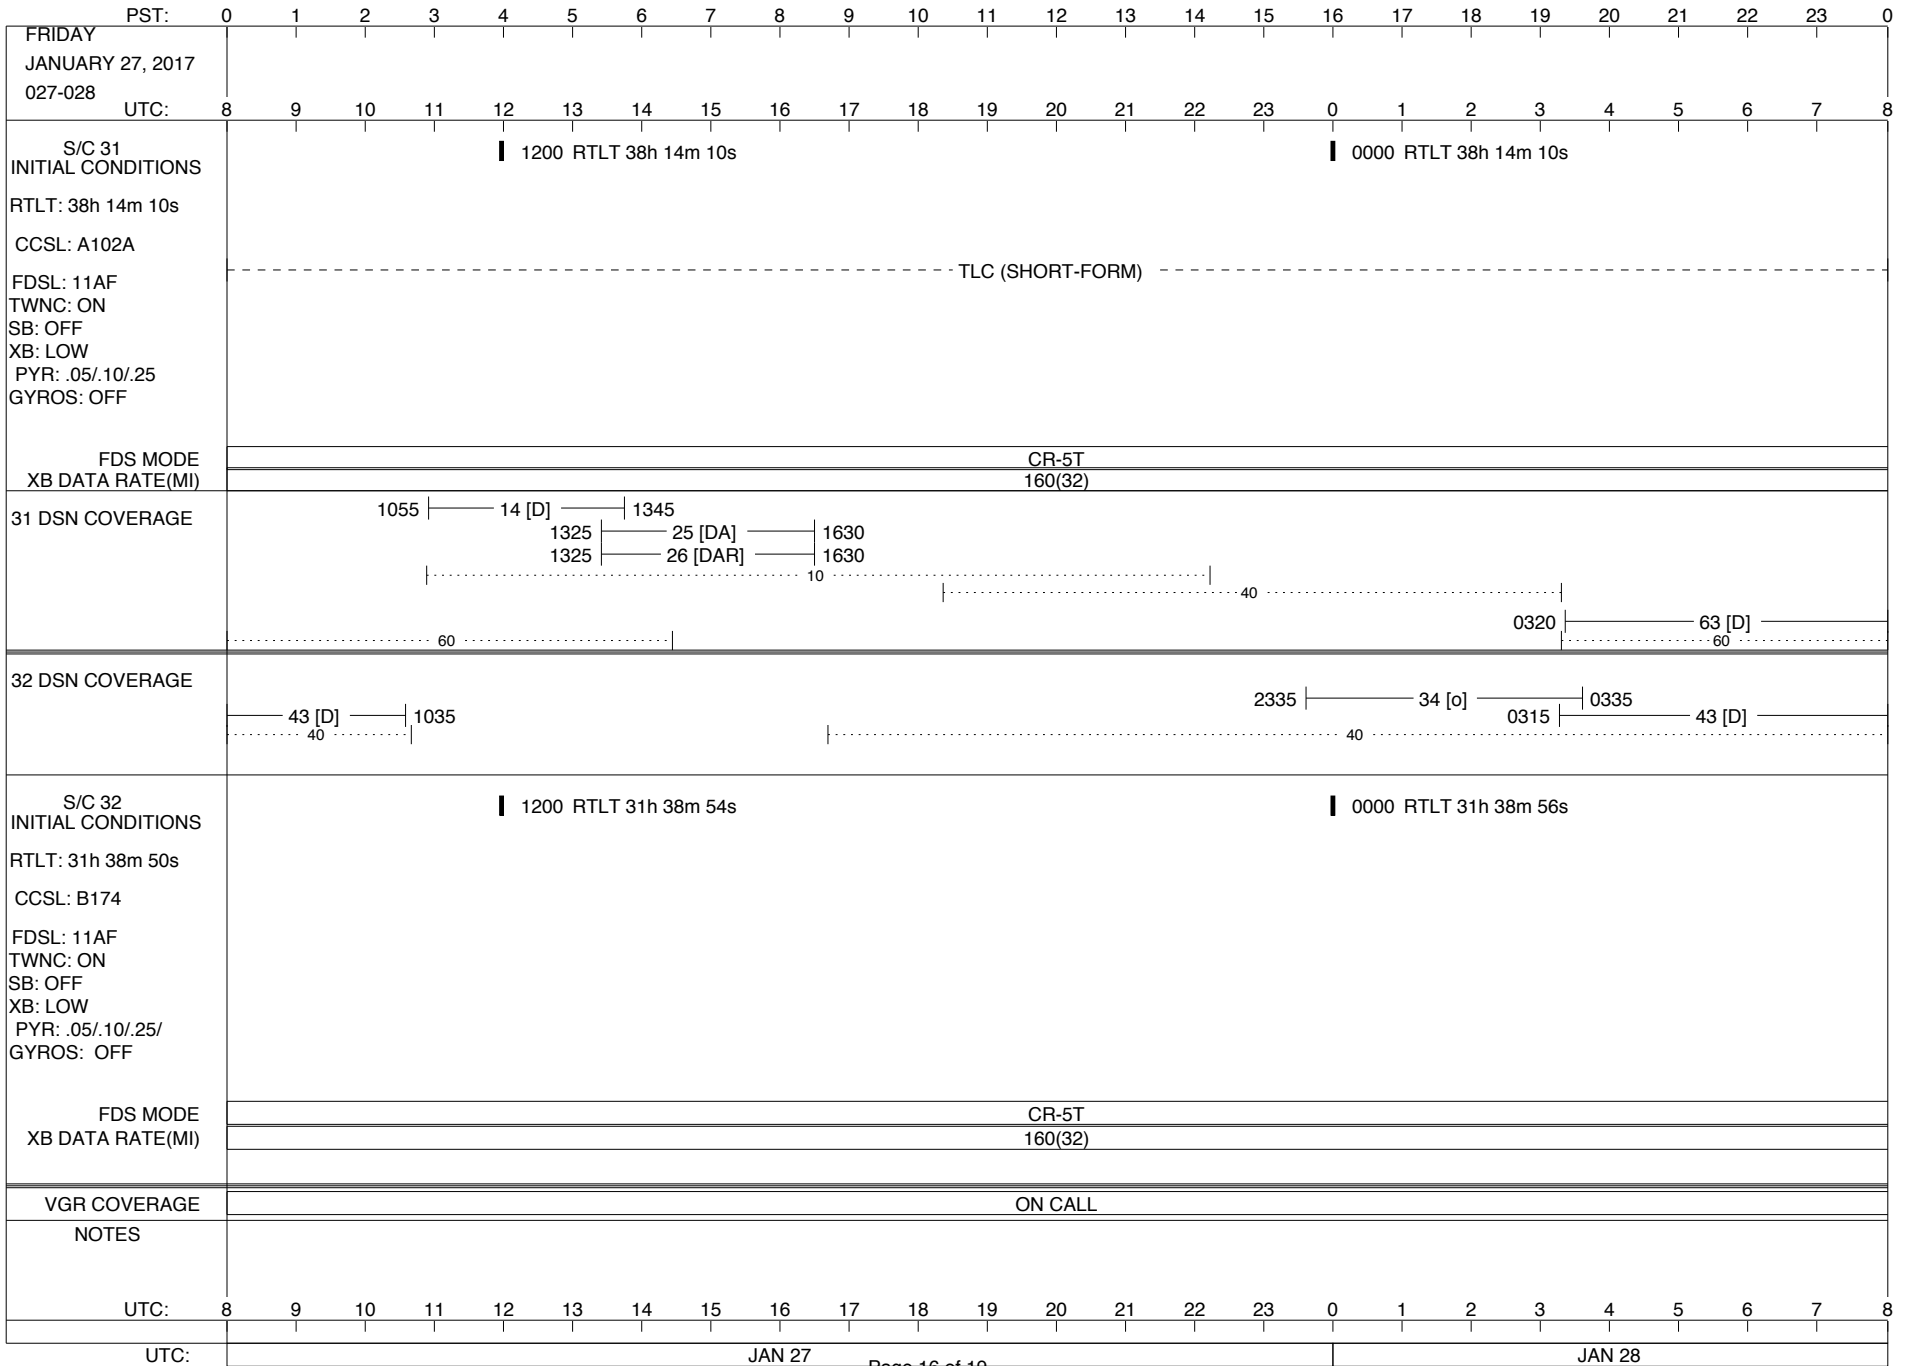 PST: 0 1 2 3 4 5 6 7 8 9 10 11 12 13 14 15 16 17 18 19 20 21 22 23 0
FRIDAY
JANUARY 27, 2017
027-028
UTC: 8 9 10 11 12 13 14 15 16 17 18 19 20 21 22 23 0 1 2 3 4 5 6 7 8
S/C 31
1200 RTLT 38h 14m 10s 0000 RTLT 38h 14m 10s
INITIAL CONDITIONS
RTLT: 38h 14m 10s
CCSL: A102A
TLC (SHORT-FORM)
FDSL: 11AF
TWNC: ON
SB: OFF
XB: LOW
PYR: .05/.10/.25
GYROS: OFF
FDS MODE CR-5T
XB DATA RATE(MI) 160(32)
31 DSN COVERAGE
1055 14 [D] 1345
1325 25 [DA] 1630
1325 26 [DAR] 1630
10
40
0320 63 [D]
60 60
32 DSN COVERAGE
2335 34 [o] 0335
43 [D] 1035 0315 43 [D]
40 40
S/C 32
1200 RTLT 31h 38m 54s 0000 RTLT 31h 38m 56s
INITIAL CONDITIONS
RTLT: 31h 38m 50s
CCSL: B174
FDSL: 11AF
TWNC: ON
SB: OFF
XB: LOW
PYR: .05/.10/.25/
GYROS: OFF
FDS MODE CR-5T
XB DATA RATE(MI) 160(32)
VGR COVERAGE ON CALL
NOTES
UTC: 8 9 10 11 12 13 14 15 16 17 18 19 20 21 22 23 0 1 2 3 4 5 6 7 8
UTC: JAN 27 JAN 28
Page 16 of 19